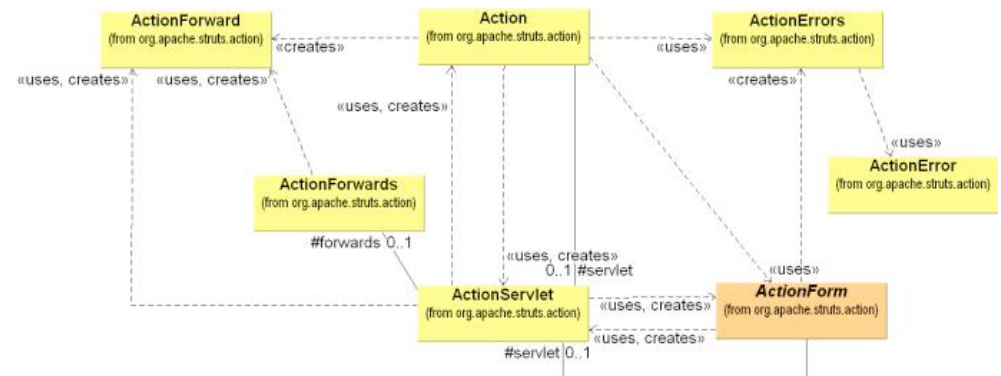 ActionForward
(from org.apache.struts.action)
Action
(from org.apache.struts.action)
ActionErrors
(from org.apache.struts.action)
«creates»
«uses»
«uses, creates»
«uses, creates»
«creates»
«uses, creates»
«uses»
ActionError
(from org.apache.struts.action)
ActionForwards
(from org.apache.struts.action)
#forwards 0..1
«uses, creates»
0..1 #servlet
«uses»
ActionServlet
(from org.apache.struts.action)
ActionForm
(from org.apache.struts.action)
«uses, creates»
«uses, creates»
#servlet 0..1